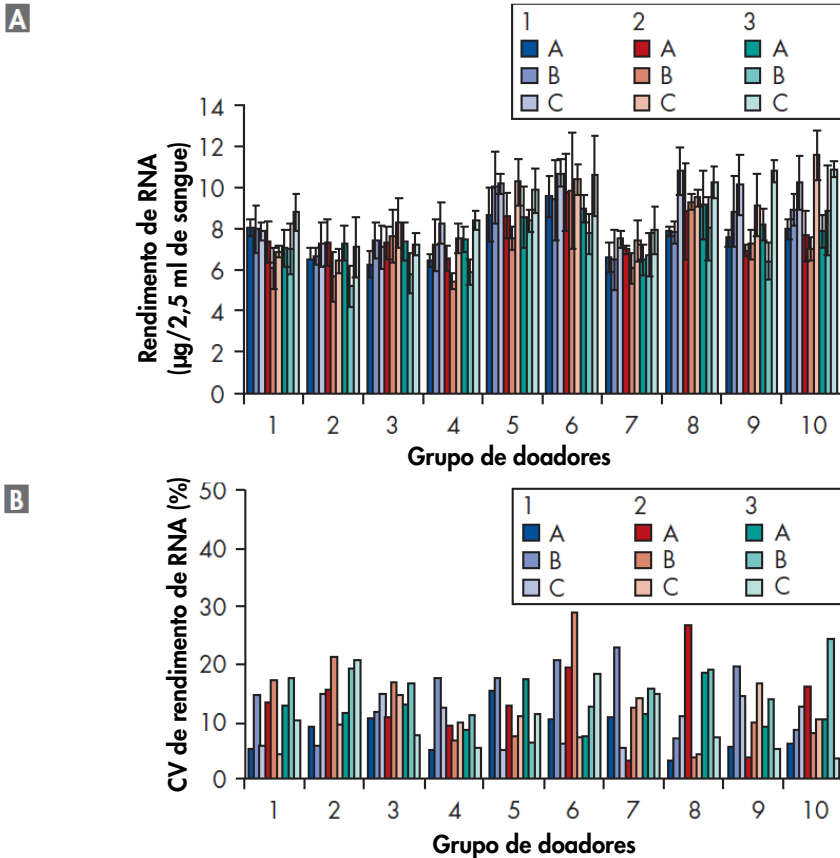 A
1 2 3
A A A
B B B
C C C
Rendimento de RNA
(µg/2,5 ml de sangue)
14
12
10
8
6
4
2
0
1 2 3 4 5 6 7 8 9 10
Grupo de doadores
B
1 2 3
A A A
B B B
C C C
CV de rendimento de RNA (%)
50
40
30
20
10
0
1 2 3 4 5 6 7 8 9 10
Grupo de doadores